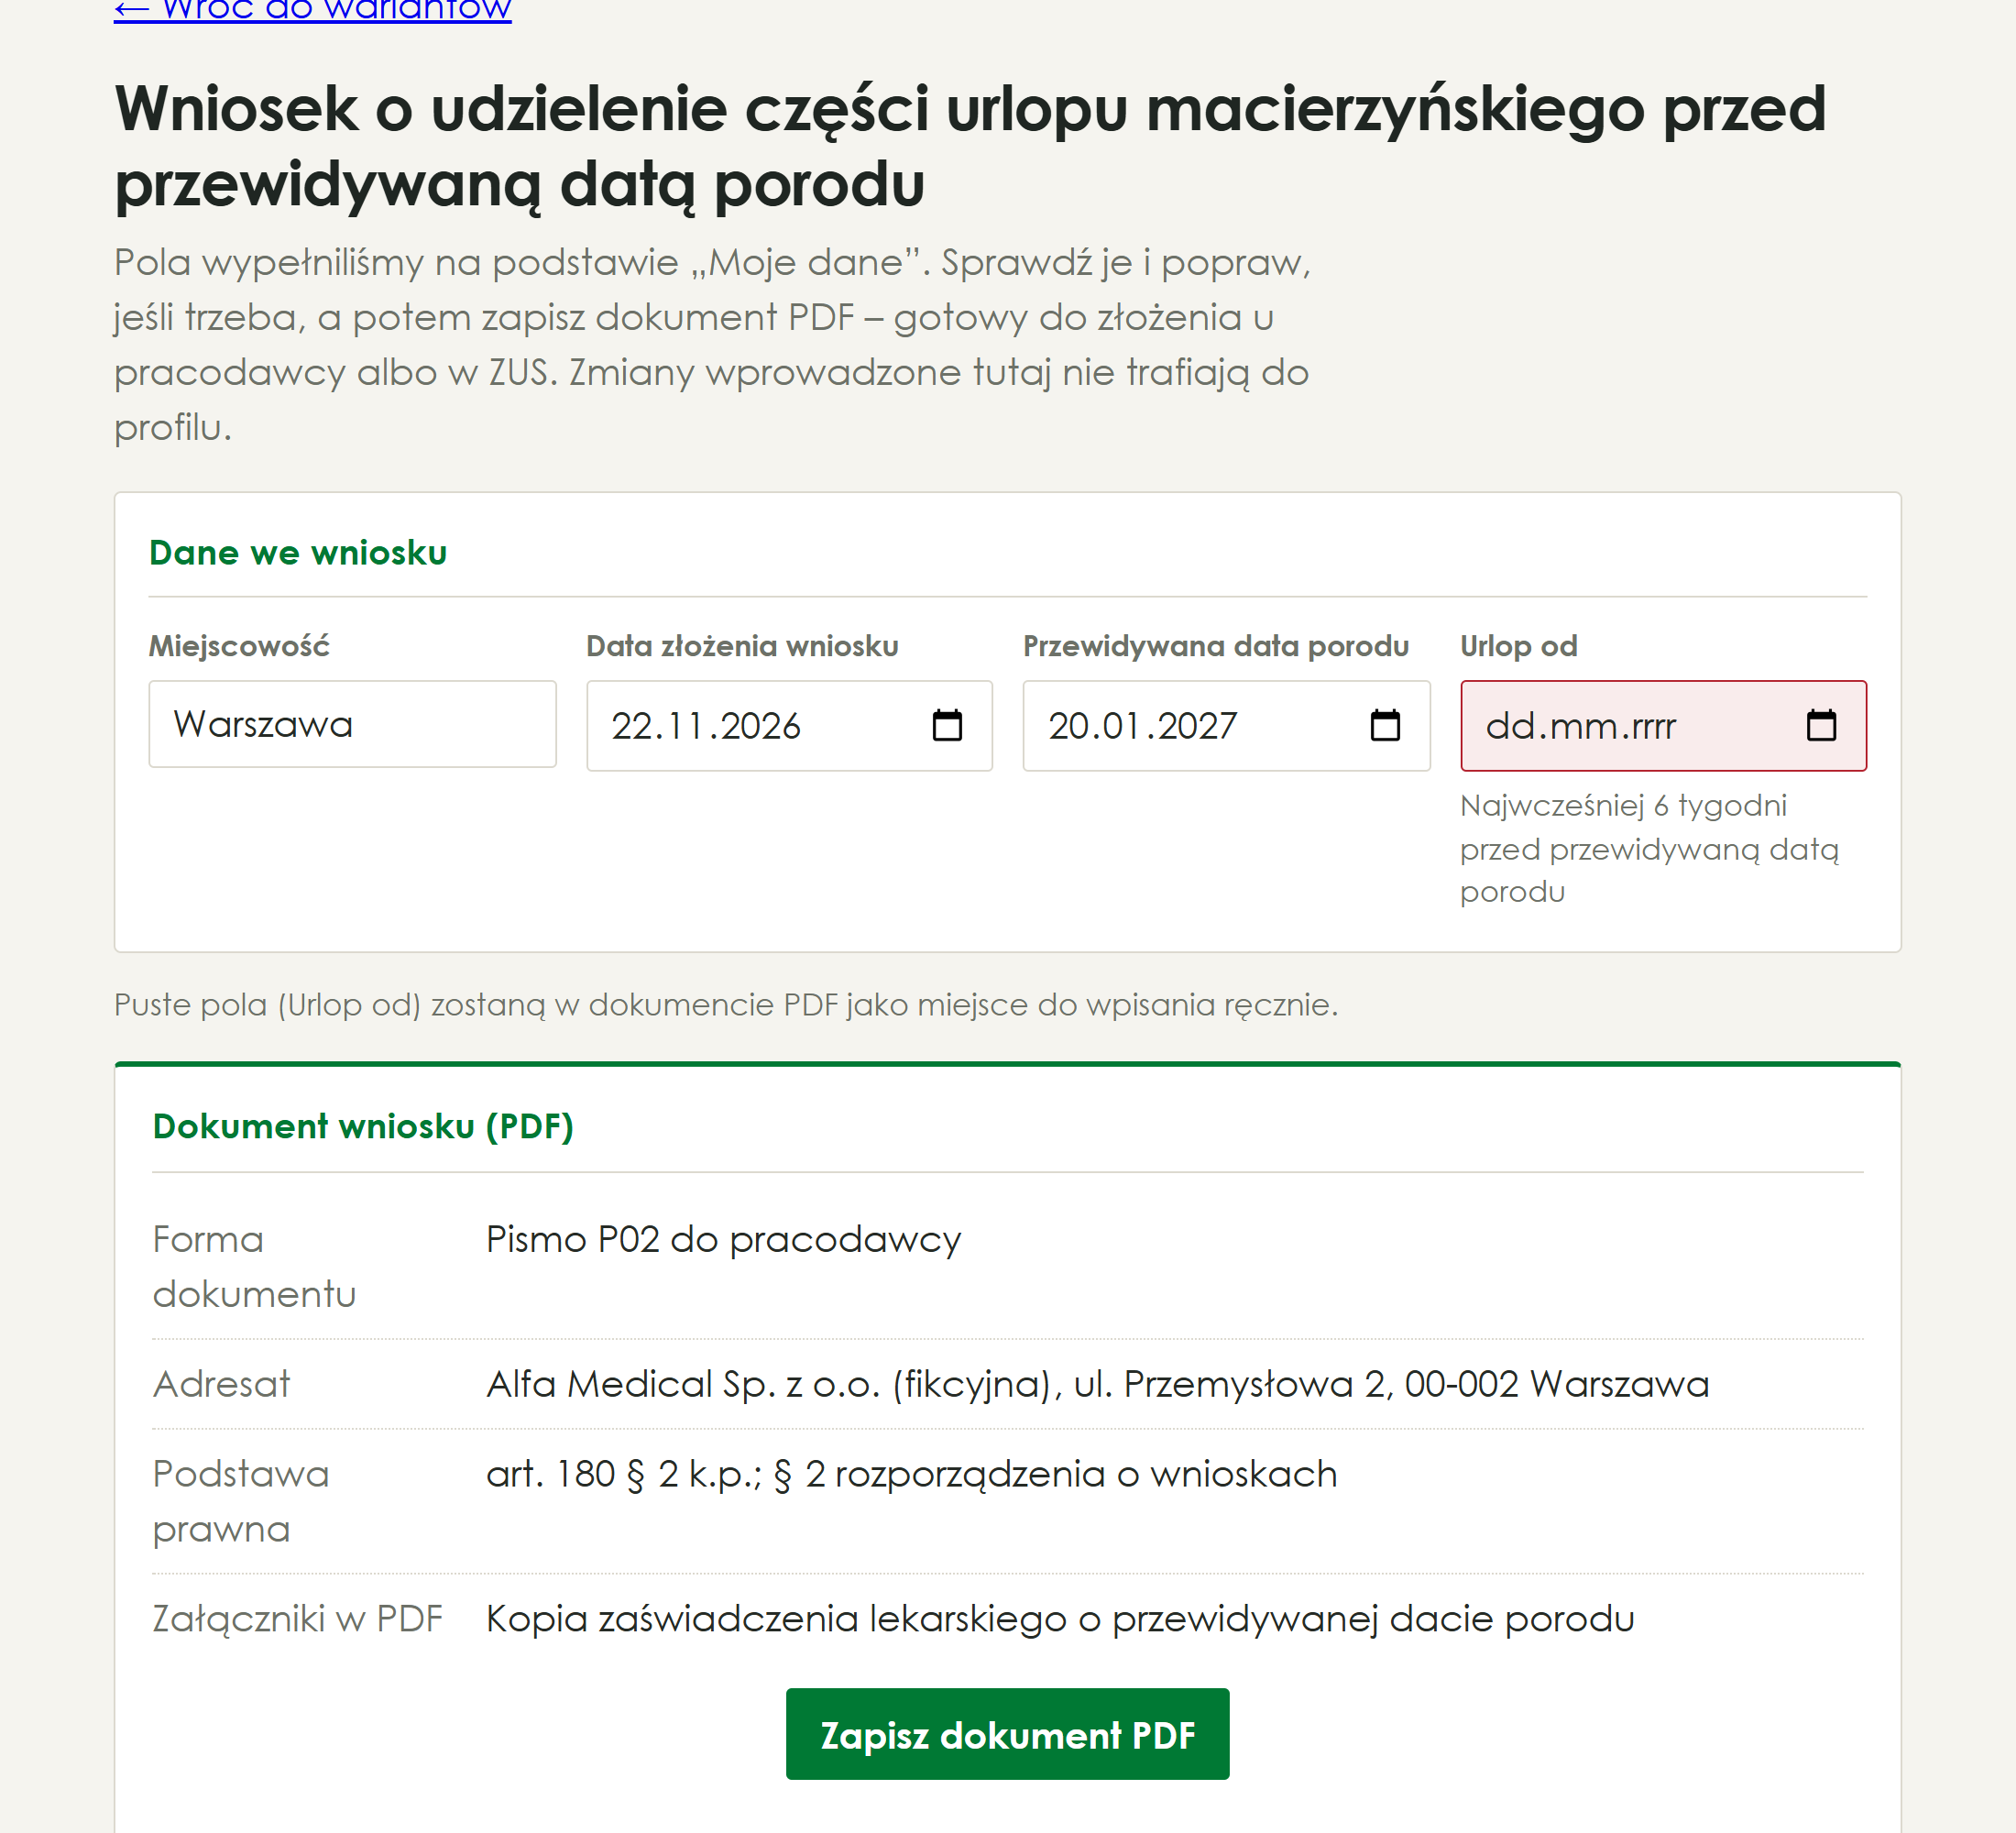 ← Wróć do wariantów
Wniosek o udzielenie części urlopu macierzyńskiego przed
przewidywaną datą porodu
Pola wypełniliśmy na podstawie „Moje dane”. Sprawdź je i popraw,
jeśli trzeba, a potem zapisz dokument PDF – gotowy do złożenia u
pracodawcy albo w ZUS. Zmiany wprowadzone tutaj nie trafiają do
profilu.
Dane we wniosku
Miejscowość
Warszawa
Data złożenia wniosku
22.11.2026
Przewidywana data porodu
20.01.2027
Urlop od
dd.mm.rrrr
Najwcześniej 6 tygodni
przed przewidywaną datą
porodu
Puste pola (Urlop od) zostaną w dokumencie PDF jako miejsce do wpisania ręcznie.
Dokument wniosku (PDF)
Forma
dokumentu
Pismo P02 do pracodawcy
Adresat
Alfa Medical Sp. z o.o. (fikcyjna), ul. Przemysłowa 2, 00-002 Warszawa
Podstawa
prawna
art. 180 § 2 k.p.; § 2 rozporządzenia o wnioskach
Załączniki w PDF
Kopia zaświadczenia lekarskiego o przewidywanej dacie porodu
Zapisz dokument PDF